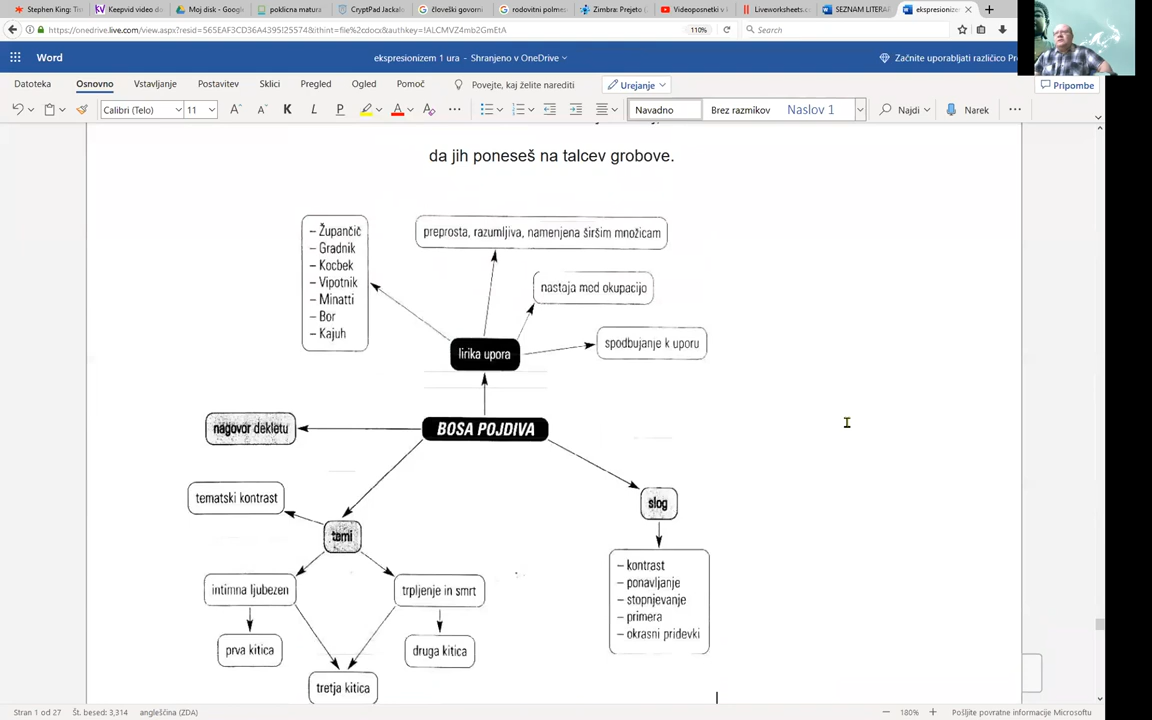 Stephen King: Tim
Keepvid video do
Moj disk - Google
poklicna matura
CryptPad Jackalo
človeški govorni
rodovitni polmes
Zimbra: Prejeto (
Videoposnetki v
Liveworksheets.c
SEZNAM LITERAR
ekspresionizem
https://onedrive.live.com/view.aspx?resid=565EAF3CD36A4395!25574&ithint=file%2cdocx&authkey=!ALCMVZ4mb2GmEtA
110%
Search
Word
ekspresionizem 1 ura - Shranjeno v OneDrive
Začnite uporabljati različico
Datoteka
Osnovno
Vstavljanje
Postavitev
Sklici
Pregled
Ogled
Pomoč
Povejte, kaj želite narediti
Urejanje
Pripombe
Calibri (Telo)
11
A
A
K
L
P
A
Navadno
Brez razmikov
Naslov 1
Najdi
Narek
da jih poneseš na talcev grobove.
– Župančič
– Gradnik
– Kocbek
– Vipotnik
– Minatti
– Bor
– Kajuh
preprosta, razumljiva, namenjena širšim množicam
nastaja med okupacijo
spodbujanje k uporu
lirika upora
BOSA POJDIVA
nagovor dekletu
tematski kontrast
temi
intimna ljubezen
trpljenje in smrt
prva kitica
druga kitica
tretja kitica
slog
– kontrast
– ponavljanje
– stopnjevanje
– primera
– okrasni pridevki
Stran 1 od 27
Št. besed: 3,314
angleščina (ZDA)
180%
Pošljite povratne informacije Microsoftu